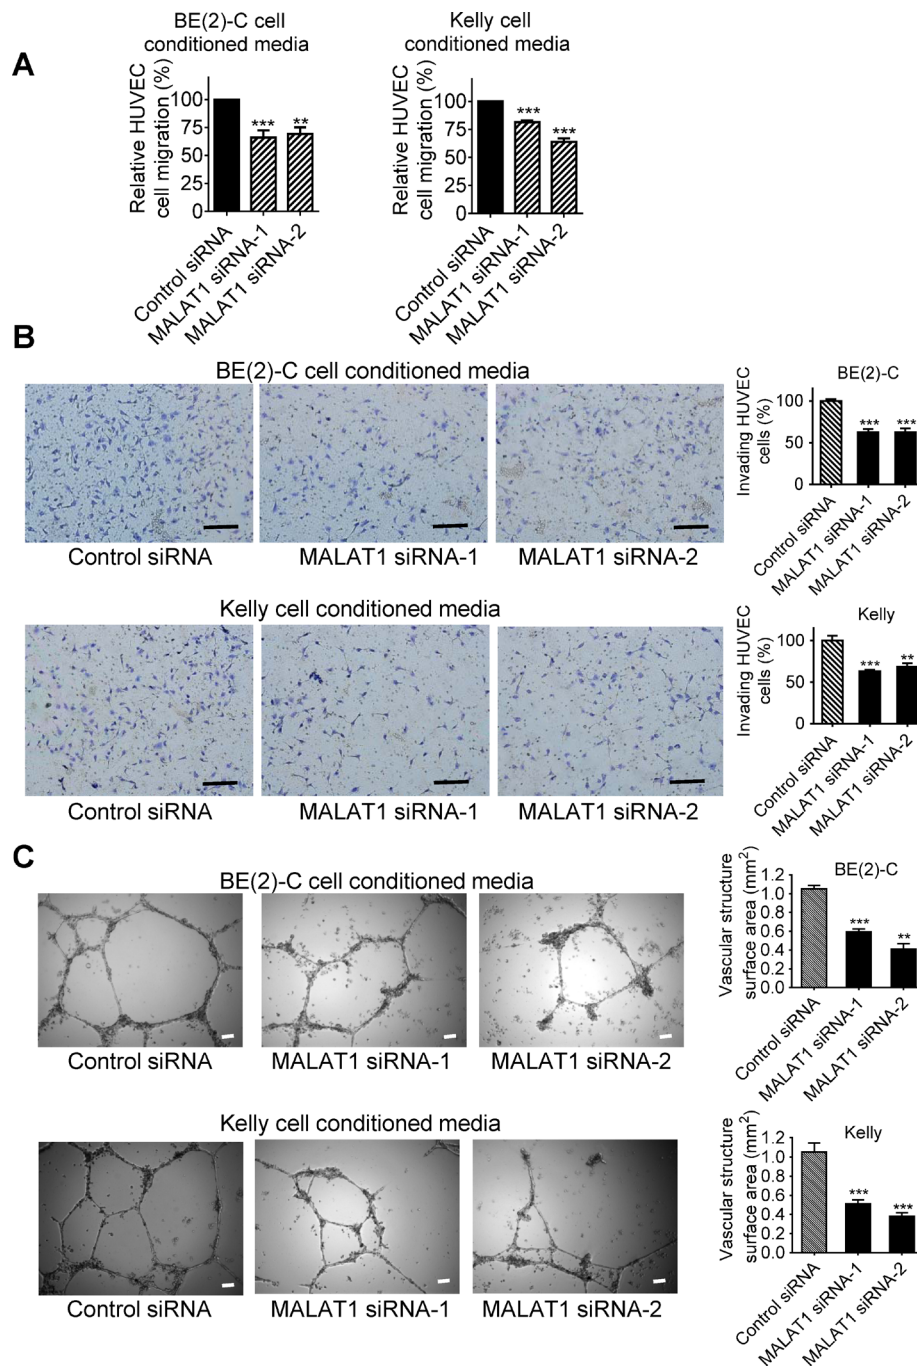 A
BE(2)-C cell
conditioned media
Relative HUVEC
cell migration (%)
100
75
50
25
0
***
**
Control siRNA
MALAT1 siRNA-1
MALAT1 siRNA-2
Kelly cell
conditioned media
Relative HUVEC
cell migration (%)
100
75
50
25
0
***
***
Control siRNA
MALAT1 siRNA-1
MALAT1 siRNA-2
B
BE(2)-C cell conditioned media
Control siRNA
MALAT1 siRNA-1
MALAT1 siRNA-2
BE(2)-C
Invading HUVEC
cells (%)
100
50
0
***
***
Control siRNA
MALAT1 siRNA-1
MALAT1 siRNA-2
Kelly cell conditioned media
Control siRNA
MALAT1 siRNA-1
MALAT1 siRNA-2
Kelly
Invading HUVEC
cells (%)
100
50
0
***
**
Control siRNA
MALAT1 siRNA-1
MALAT1 siRNA-2
C
BE(2)-C cell conditioned media
Control siRNA
MALAT1 siRNA-1
MALAT1 siRNA-2
BE(2)-C
Vascular structure
surface area (mm²)
1.2
1.0
0.8
0.6
0.4
0.2
0.0
***
**
Control siRNA
MALAT1 siRNA-1
MALAT1 siRNA-2
Kelly cell conditioned media
Control siRNA
MALAT1 siRNA-1
MALAT1 siRNA-2
Kelly
Vascular structure
surface area (mm²)
1.2
1.0
0.8
0.6
0.4
0.2
0.0
***
***
Control siRNA
MALAT1 siRNA-1
MALAT1 siRNA-2